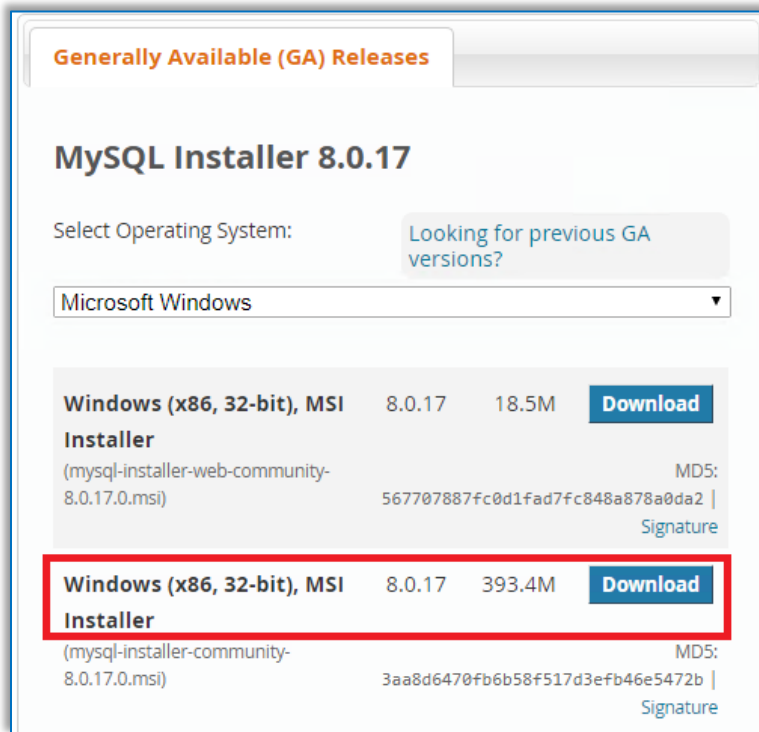 Generally Available (GA) Releases
MySQL Installer 8.0.17
Select Operating System:
Looking for previous GA
versions?
Microsoft Windows
Windows (x86, 32-bit), MSI 8.0.17 18.5M Download
Installer
(mysql-installer-web-community- MD5:
8.0.17.0.msi) 567707887fc0d1fad7fc848a878a0da2 |
Signature
Windows (x86, 32-bit), MSI 8.0.17 393.4M Download
Installer
(mysql-installer-community- MD5:
8.0.17.0.msi) 3aa8d6470fb6b58f517d3efb46e5472b |
Signature